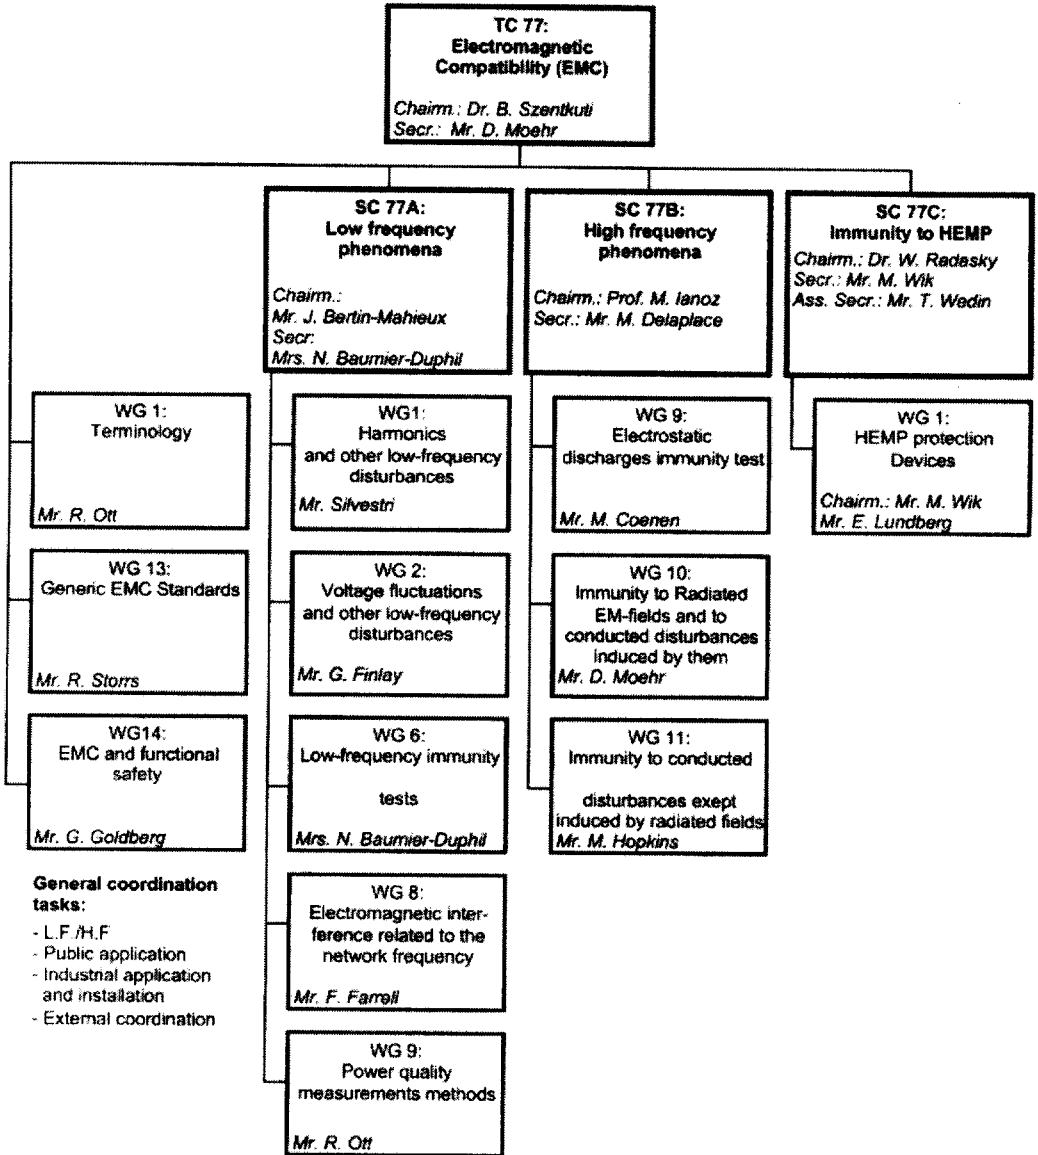 TC 77:
Electromagnetic
Compatibility (EMC)
Chairm.: Dr. B. Szentkuti
Secr.: Mr. D. Moehr
SC 77A:
Low frequency
phenomena
Chairm.:
Mr. J. Bertin-Mahieux
Secr:
Mrs. N. Baumier-Duphil
SC 77B:
High frequency
phenomena
Chairm.: Prof. M. Ianoz
Secr.: Mr. M. Delaplace
SC 77C:
Immunity to HEMP
Chairm.: Dr. W. Radasky
Secr.: Mr. M. Wik
Ass. Secr.: Mr. T. Wedin
WG 1:
Terminology
Mr. R. Ott
WG 13:
Generic EMC Standards
Mr. R. Storrs
WG14:
EMC and functional
safety
Mr. G. Goldberg
General coordination
tasks:
- L.F./H.F
- Public application
- Industrial application
and installation
- External coordination
WG1:
Harmonics
and other low-frequency
disturbances
Mr. Silvestri
WG 2:
Voltage fluctuations
and other low-frequency
disturbances
Mr. G. Finlay
WG 6:
Low-frequency immunity
tests
Mrs. N. Baumier-Duphil
WG 8:
Electromagnetic inter-
ference related to the
network frequency
Mr. F. Farrell
WG 9:
Power quality
measurements methods
Mr. R. Ott
WG 9:
Electrostatic
discharges immunity test
Mr. M. Coenen
WG 10:
Immunity to Radiated
EM-fields and to
conducted disturbances
induced by them
Mr. D. Moehr
WG 11:
Immunity to conducted
disturbances exept
induced by radiated fields
Mr. M. Hopkins
WG 1:
HEMP protection
Devices
Chairm.: Mr. M. Wik
Mr. E. Lundberg